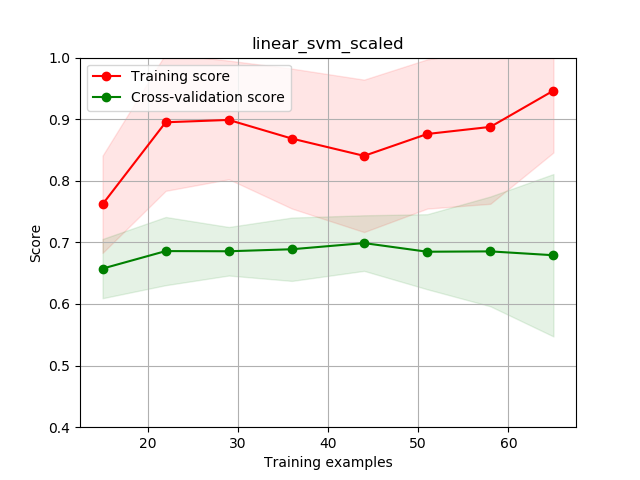 linear_svm_scaled
Training score
Cross-validation score
1.0
0.9
0.8
0.7
0.6
0.5
0.4
Score
20 30 40 50 60
Training examples